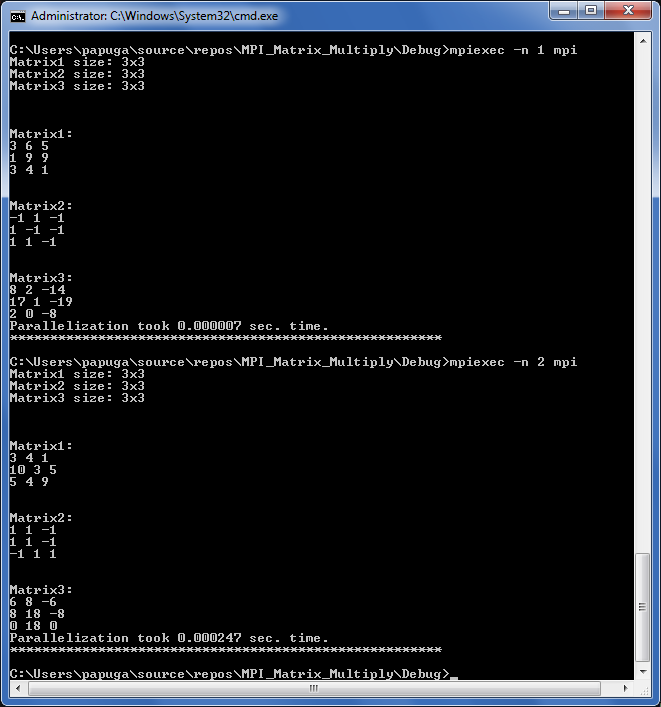 Administrator: C:\Windows\System32\cmd.exe
C:\Users\papuga\source\repos\MPI_Matrix_Multiply\Debug>mpiexec -n 1 mpi
Matrix1 size: 3x3
Matrix2 size: 3x3
Matrix3 size: 3x3
Matrix1:
3 6 5
1 9 9
3 4 1
Matrix2:
-1 1 -1
1 -1 -1
1 1 -1
Matrix3:
8 2 -14
17 1 -19
2 0 -8
Parallelization took 0.000007 sec. time.
******************************************************
C:\Users\papuga\source\repos\MPI_Matrix_Multiply\Debug>mpiexec -n 2 mpi
Matrix1 size: 3x3
Matrix2 size: 3x3
Matrix3 size: 3x3
Matrix1:
3 4 1
10 3 5
5 4 9
Matrix2:
1 1 -1
1 1 -1
-1 1 1
Matrix3:
6 8 -6
8 18 -8
0 18 0
Parallelization took 0.000247 sec. time.
******************************************************
C:\Users\papuga\source\repos\MPI_Matrix_Multiply\Debug>_